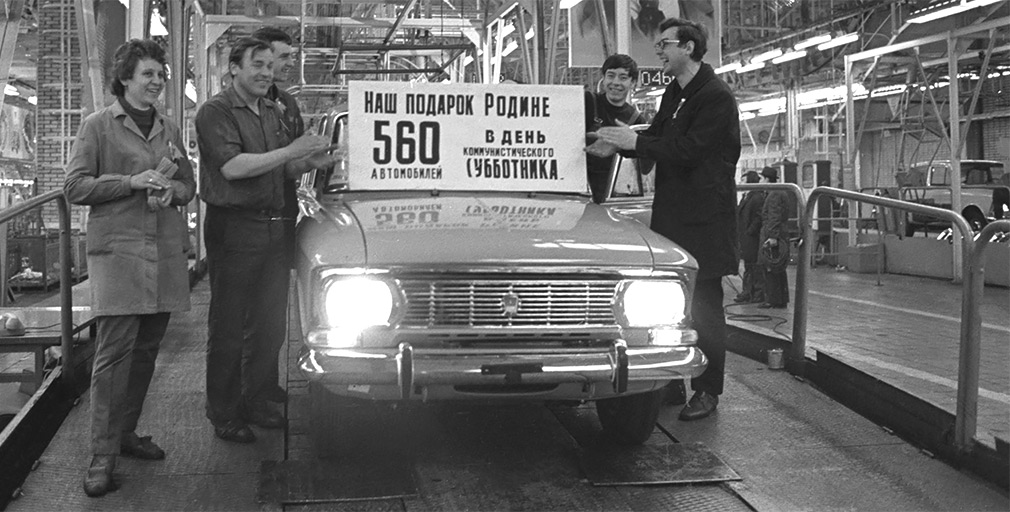 НАШ ПОДАРОК РОДИНЕ
560 В ДЕНЬ
КОММУНИСТИЧЕСКОГО
АВТОМОБИЛЕЙ СУББОТНИКА
046